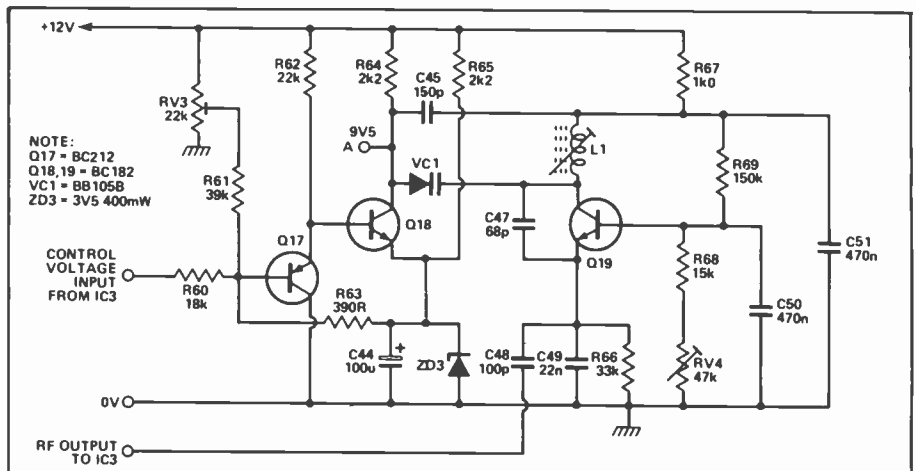 +12V
R62
22k
R64
2k2
R65
2k2
C45
150p
R67
1k0
RV3
22k
9V5
A
L1
NOTE:
Q17 = BC212
Q18,19 = BC182
VC1 = BB105B
ZD3 = 3V5 400mW
VC1
R69
150k
R61
39k
Q18
C47
68p
Q17
Q19
C51
470n
CONTROL
VOLTAGE
INPUT
FROM IC3
R60
18k
R63
390R
R68
15k
C50
470n
C44
100u
+
ZD3
C48
100p
C49
22n
R66
33k
RV4
47k
0V
RF OUTPUT
TO IC3